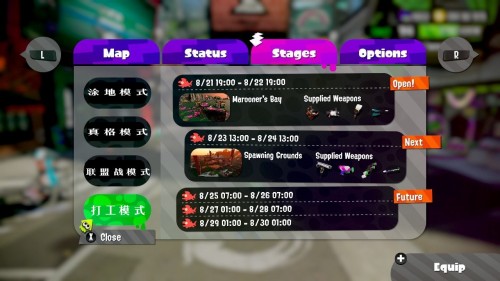 L
Map
Status
Stages
Options
R
涂地模式
真格模式
联盟战模式
打工模式
8/21 19:00 – 8/22 19:00
Open!
Marooner's Bay
Supplied Weapons
8/23 13:00 – 8/24 13:00
Next
Spawning Grounds
Supplied Weapons
8/25 07:00 – 8/26 07:00
Future
8/27 01:00 – 8/28 07:00
8/29 01:00 – 8/30 01:00
X Close
+
Equip